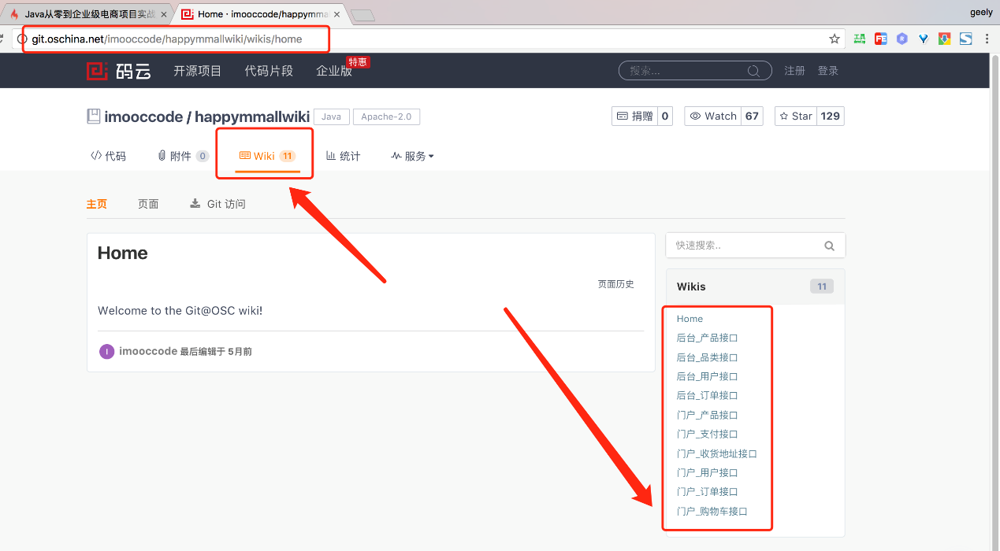 Java从零到企业级电商项目实战
Home · imooccode/happymma
geely
git.oschina.net/imooccode/happymmallwiki/wikis/home
码云
开源项目
代码片段
企业版
特惠
搜索...
注册
登录
imooccode / happymmallwiki
Java
Apache-2.0
捐赠 0
Watch 67
Star 129
代码
附件 0
Wiki 11
统计
服务
主页
页面
Git 访问
Home
页面历史
Welcome to the Git@OSC wiki!
I
imooccode 最后编辑于 5月前
快速搜索..
Wikis 11
Home
后台_产品接口
后台_品类接口
后台_用户接口
后台_订单接口
门户_产品接口
门户_支付接口
门户_收货地址接口
门户_用户接口
门户_订单接口
门户_购物车接口